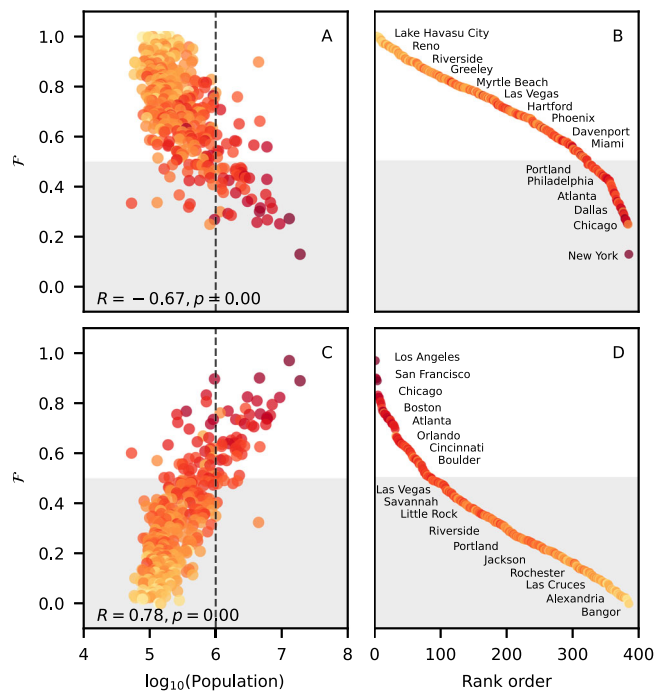 A
B
1.0
0.8
0.6
0.4
0.2
0.0
ℱ
R = −0.67, p = 0.00
Lake Havasu City
Reno
Riverside
Greeley
Myrtle Beach
Las Vegas
Hartford
Phoenix
Davenport
Miami
Portland
Philadelphia
Atlanta
Dallas
Chicago
New York
C
D
1.0
0.8
0.6
0.4
0.2
0.0
ℱ
R = 0.78, p = 0.00
Los Angeles
San Francisco
Chicago
Boston
Atlanta
Orlando
Cincinnati
Boulder
Las Vegas
Savannah
Little Rock
Riverside
Portland
Jackson
Rochester
Las Cruces
Alexandria
Bangor
4
5
6
7
8
log₁₀(Population)
0
100
200
300
400
Rank order